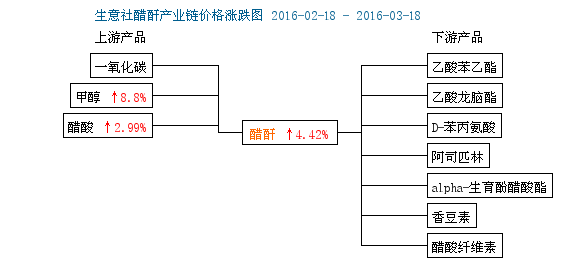 生意社醋酐产业链价格涨跌图 2016-02-18 - 2016-03-18
上游产品
下游产品
一氧化碳
甲醇 ↑8.8%
醋酸 ↑2.99%
醋酐 ↑4.42%
乙酸苯乙酯
乙酸龙脑酯
D-苯丙氨酸
阿司匹林
alpha-生育酚醋酸酯
香豆素
醋酸纤维素